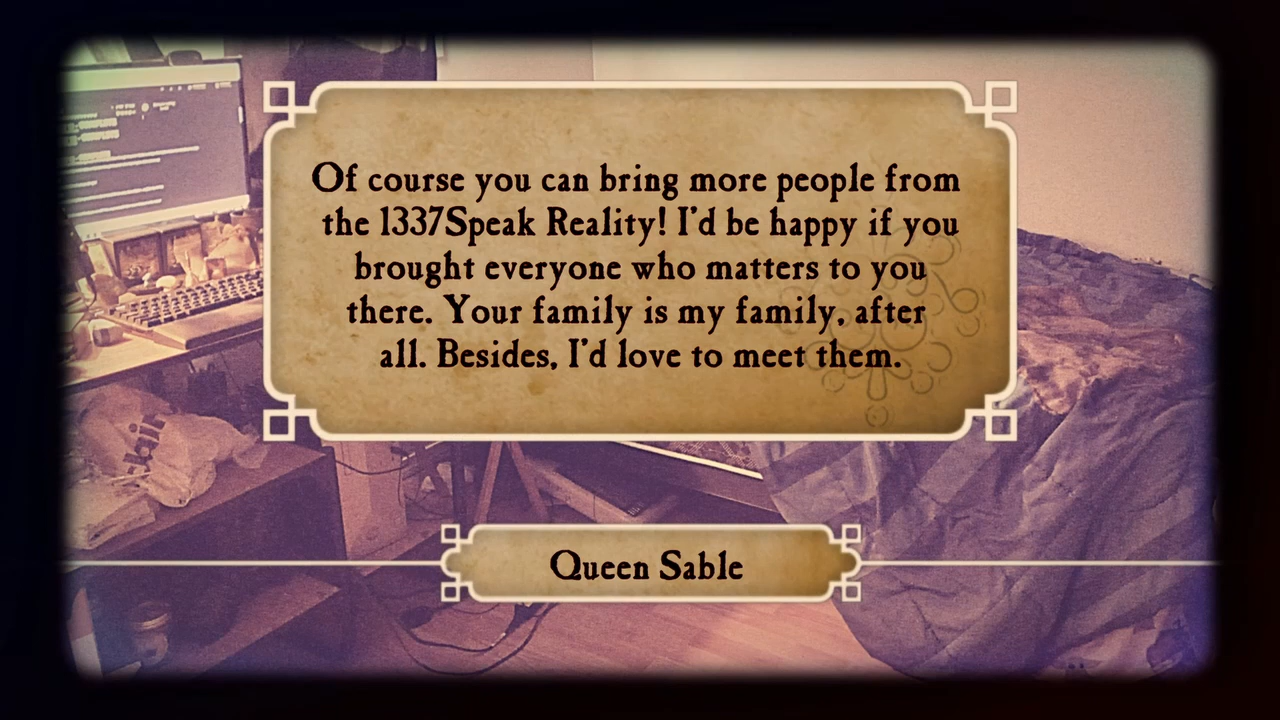 Of course you can bring more people from
the 1337Speak Reality! I'd be happy if you
brought everyone who matters to you
there. Your family is my family, after
all. Besides, I'd love to meet them.
Queen Sable